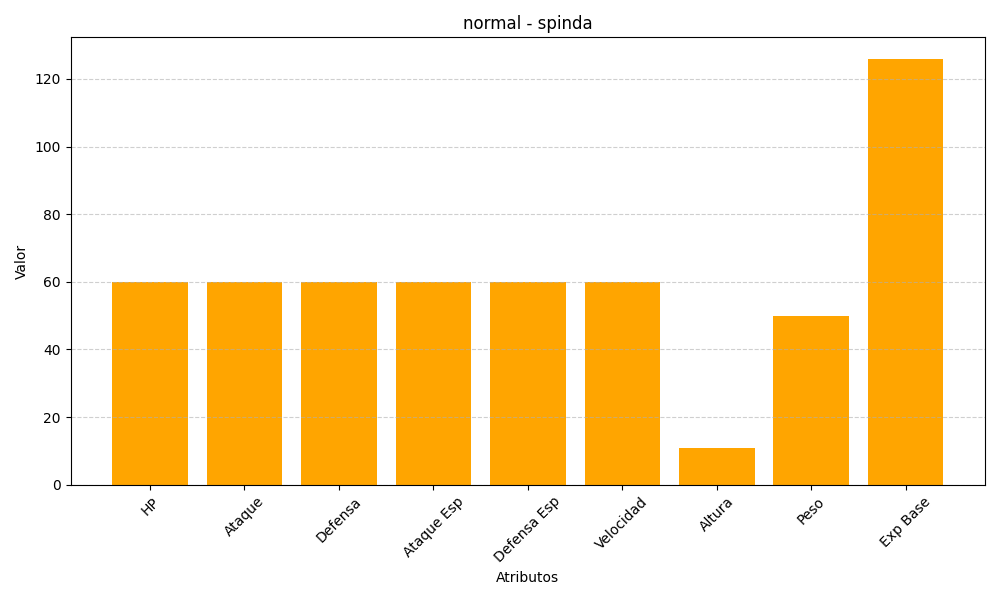 normal - spinda
Valor
120
100
80
60
40
20
0
HP
Ataque
Defensa
Ataque Esp
Defensa Esp
Velocidad
Altura
Peso
Exp Base
Atributos